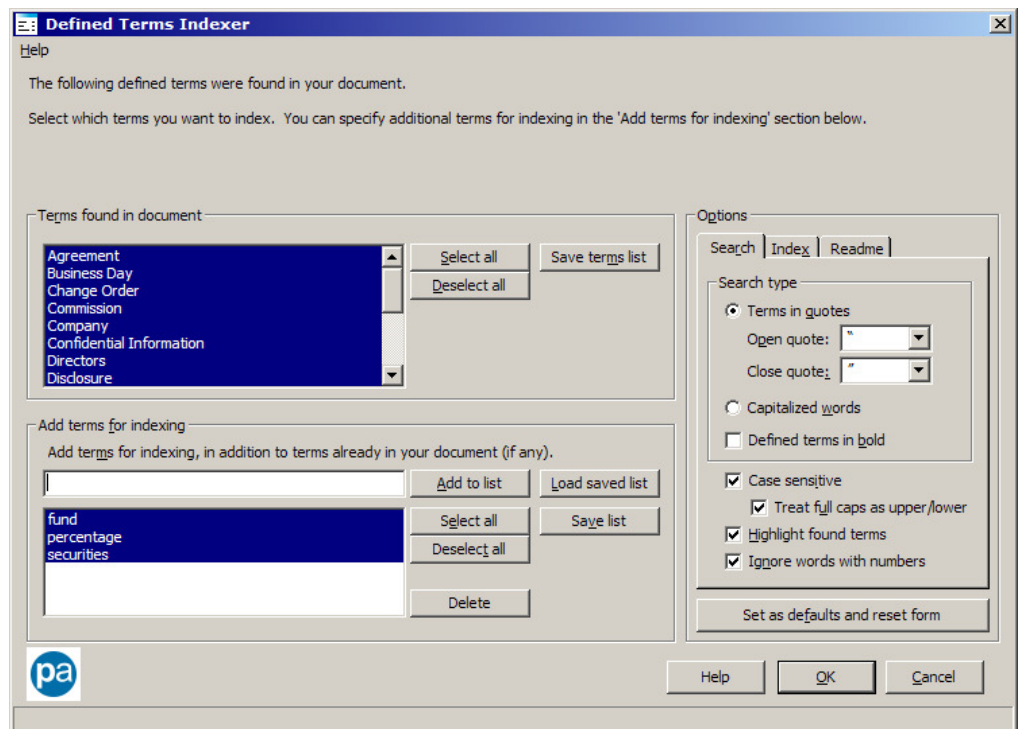 Defined Terms Indexer
Help
The following defined terms were found in your document.
Select which terms you want to index.  You can specify additional terms for indexing in the 'Add terms for indexing' section below.
Terms found in document
Agreement
Business Day
Change Order
Commission
Company
Confidential Information
Directors
Disclosure
Select all
Save terms list
Deselect all
Add terms for indexing
Add terms for indexing, in addition to terms already in your document (if any).
Add to list
Load saved list
fund
percentage
securities
Select all
Save list
Deselect all
Delete
Options
Search
Index
Readme
Search type
Terms in quotes
Open quote: “
Close quote: ”
Capitalized words
Defined terms in bold
Case sensitive
Treat full caps as upper/lower
Highlight found terms
Ignore words with numbers
Set as defaults and reset form
pa
Help
OK
Cancel